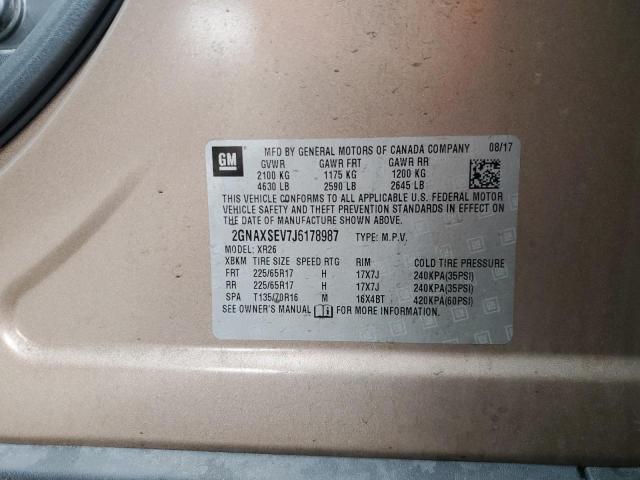 GM MFD BY GENERAL MOTORS OF CANADA COMPANY 08/17
GVWR GAWR FRT GAWR RR
2100 KG 1175 KG 1200 KG
4630 LB 2590 LB 2645 LB
THIS VEHICLE CONFORMS TO ALL APPLICABLE U.S. FEDERAL MOTOR
VEHICLE SAFETY AND THEFT PREVENTION STANDARDS IN EFFECT ON
THE DATE OF MANUFACTURE SHOWN ABOVE.
2GNAXSEV7J6178987 TYPE: M.P.V.
MODEL: XR26
XBKM TIRE SIZE SPEED RTG RIM COLD TIRE PRESSURE
FRT 225/65R17 H 17X7J 240KPA(35PSI)
RR 225/65R17 H 17X7J 240KPA(35PSI)
SPA T135/70R16 M 16X4BT 420KPA(60PSI)
SEE OWNER'S MANUAL FOR MORE INFORMATION